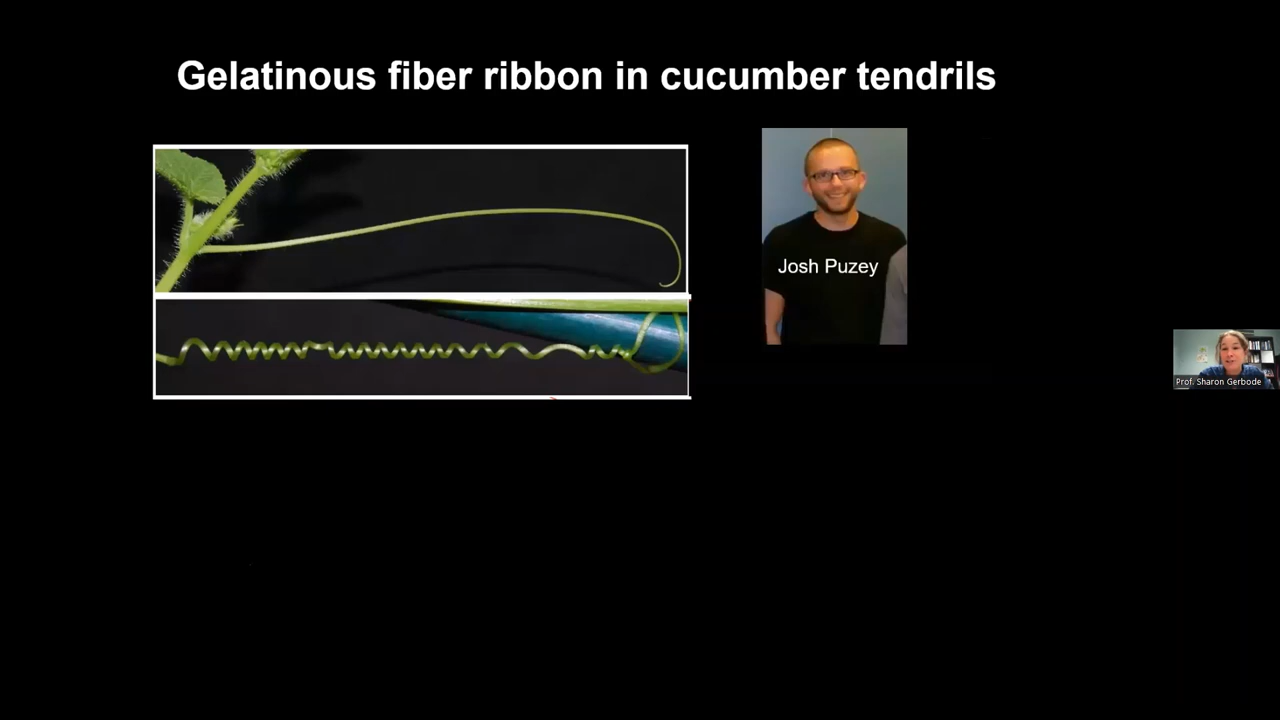 Gelatinous fiber ribbon in cucumber tendrils
Josh Puzey
Prof. Sharon Gerbode